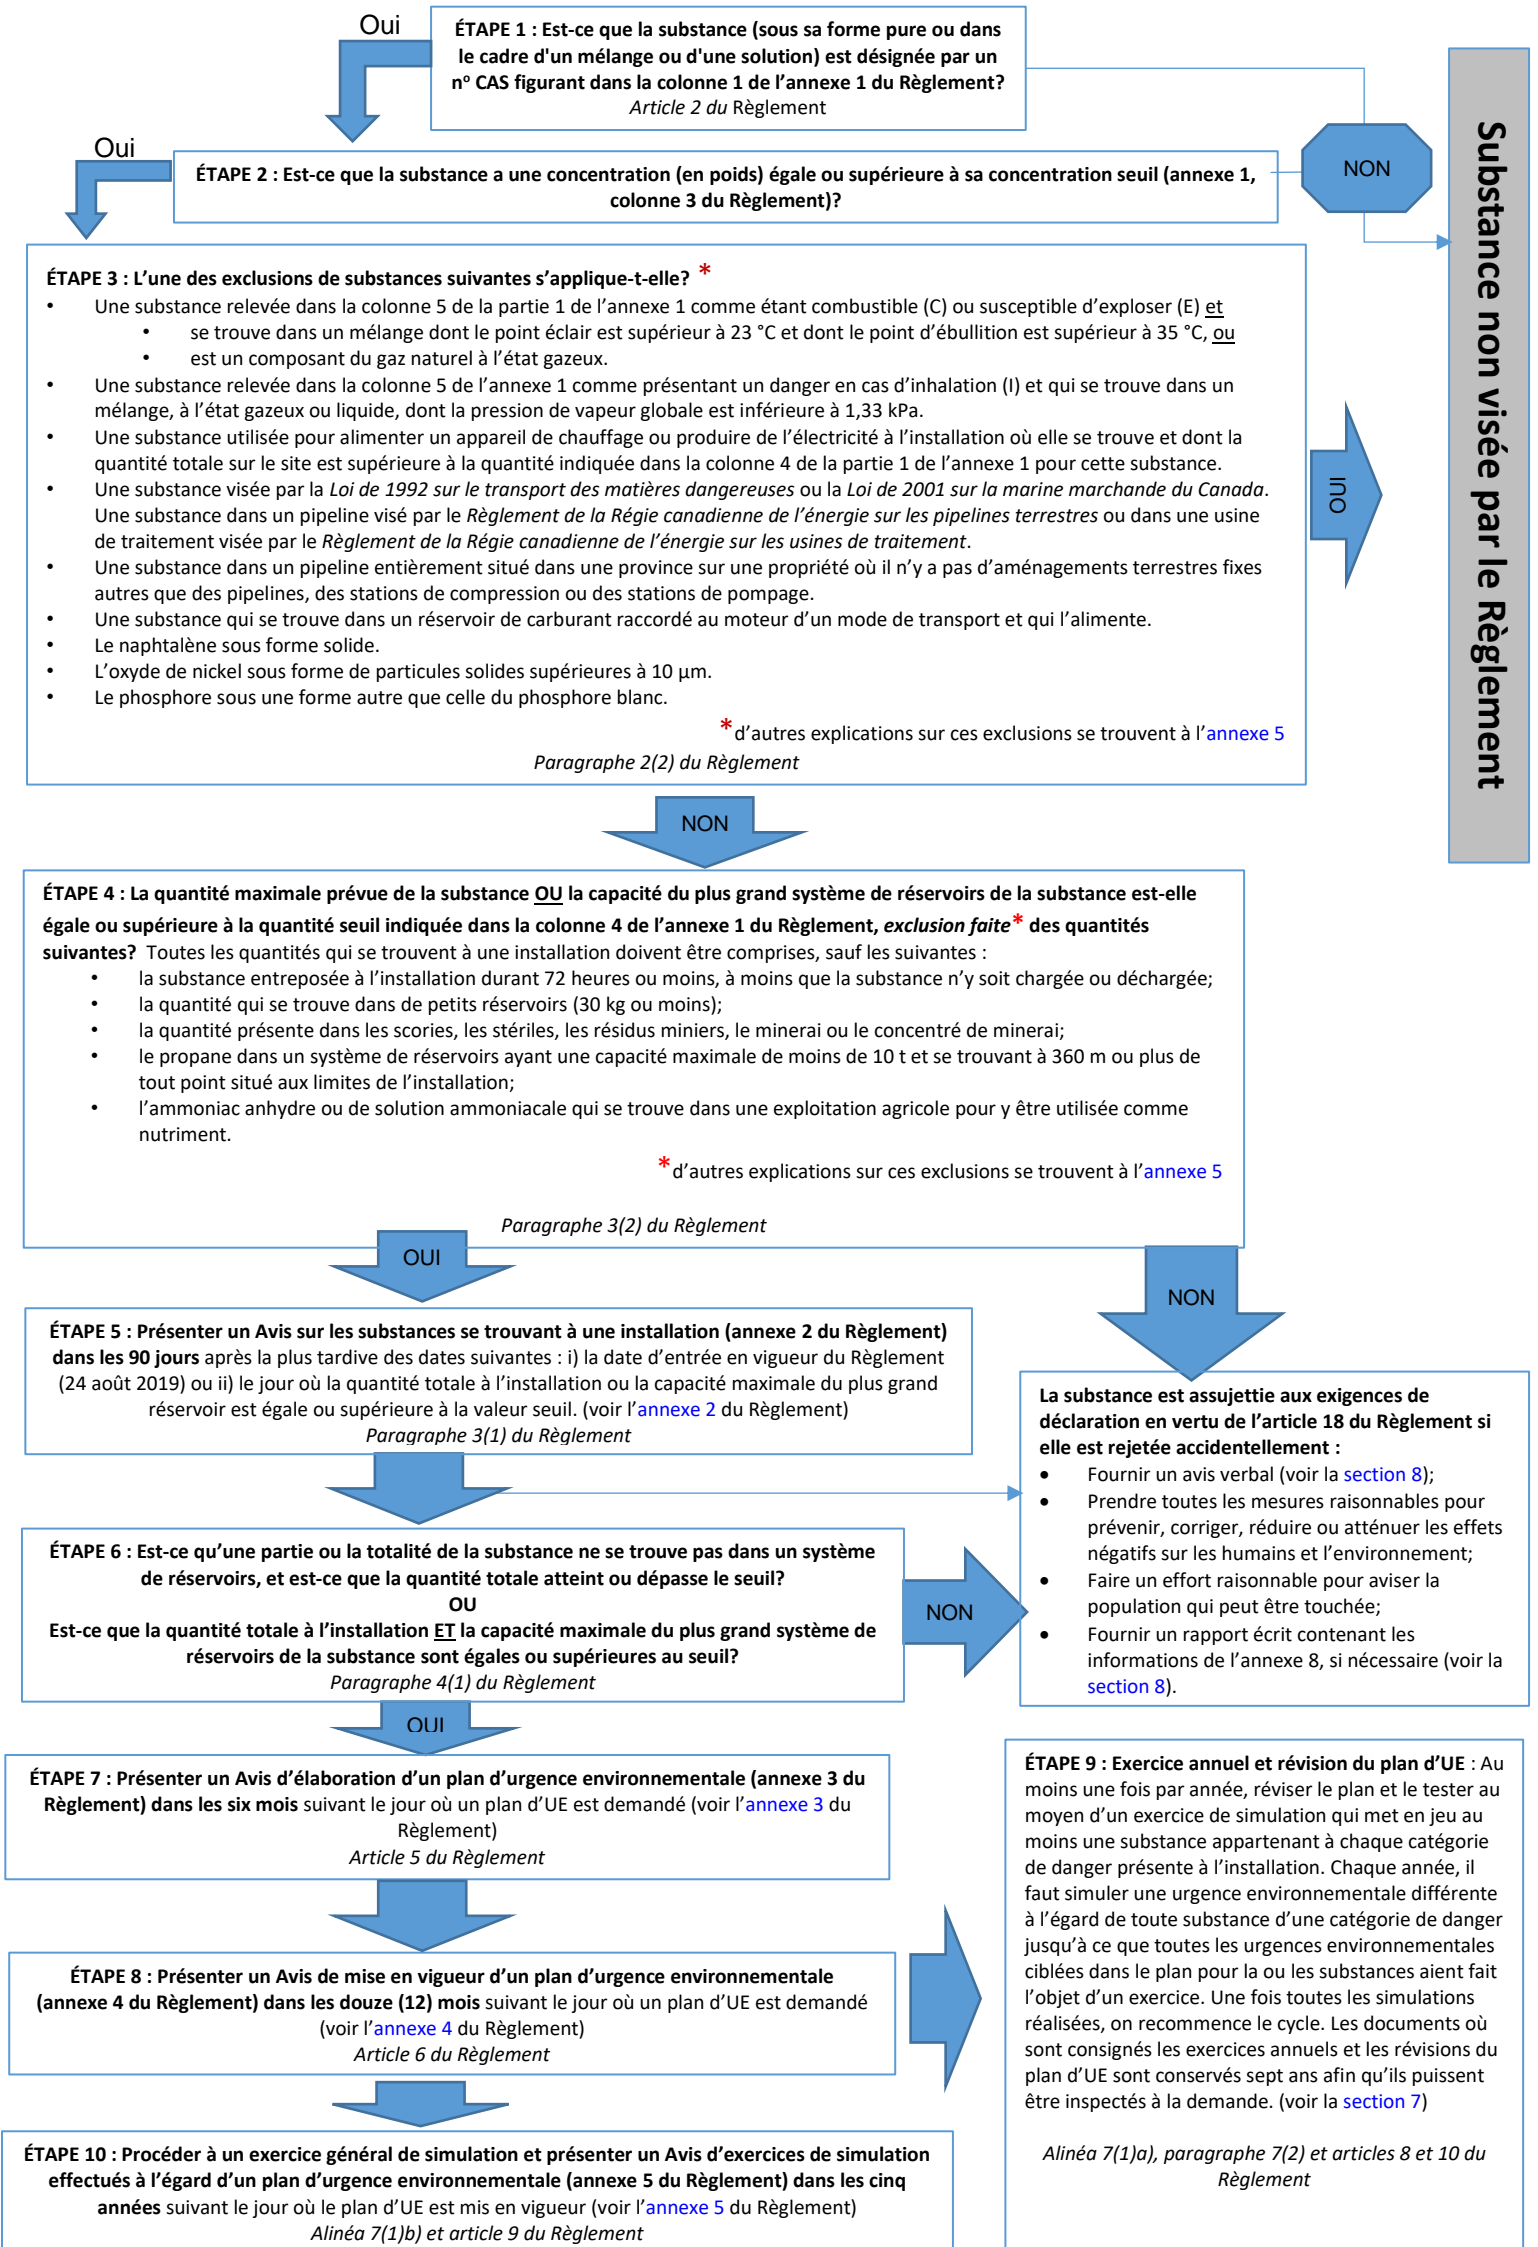 Oui
ÉTAPE 1 : Est-ce que la substance (sous sa forme pure ou dans
le cadre d'un mélange ou d'une solution) est désignée par un
nº CAS figurant dans la colonne 1 de l’annexe 1 du Règlement?
Article 2 du Règlement
Oui
ÉTAPE 2 : Est-ce que la substance a une concentration (en poids) égale ou supérieure à sa concentration seuil (annexe 1,
colonne 3 du Règlement)?
NON
Substance non visée par le Règlement
ÉTAPE 3 : L’une des exclusions de substances suivantes s’applique-t-elle? *
• Une substance relevée dans la colonne 5 de la partie 1 de l’annexe 1 comme étant combustible (C) ou susceptible d’exploser (E) et
• se trouve dans un mélange dont le point éclair est supérieur à 23 °C et dont le point d’ébullition est supérieur à 35 °C, ou
• est un composant du gaz naturel à l’état gazeux.
• Une substance relevée dans la colonne 5 de l’annexe 1 comme présentant un danger en cas d’inhalation (I) et qui se trouve dans un
mélange, à l’état gazeux ou liquide, dont la pression de vapeur globale est inférieure à 1,33 kPa.
• Une substance utilisée pour alimenter un appareil de chauffage ou produire de l’électricité à l’installation où elle se trouve et dont la
quantité totale sur le site est supérieure à la quantité indiquée dans la colonne 4 de la partie 1 de l’annexe 1 pour cette substance.
• Une substance visée par la Loi de 1992 sur le transport des matières dangereuses ou la Loi de 2001 sur la marine marchande du Canada.
Une substance dans un pipeline visé par le Règlement de la Régie canadienne de l’énergie sur les pipelines terrestres ou dans une usine
de traitement visée par le Règlement de la Régie canadienne de l’énergie sur les usines de traitement.
• Une substance dans un pipeline entièrement situé dans une province sur une propriété où il n’y a pas d’aménagements terrestres fixes
autres que des pipelines, des stations de compression ou des stations de pompage.
• Une substance qui se trouve dans un réservoir de carburant raccordé au moteur d’un mode de transport et qui l’alimente.
• Le naphtalène sous forme solide.
• L’oxyde de nickel sous forme de particules solides supérieures à 10 µm.
• Le phosphore sous une forme autre que celle du phosphore blanc.
*d’autres explications sur ces exclusions se trouvent à l’annexe 5
Paragraphe 2(2) du Règlement
OUI
NON
ÉTAPE 4 : La quantité maximale prévue de la substance OU la capacité du plus grand système de réservoirs de la substance est-elle
égale ou supérieure à la quantité seuil indiquée dans la colonne 4 de l’annexe 1 du Règlement, exclusion faite* des quantités
suivantes? Toutes les quantités qui se trouvent à une installation doivent être comprises, sauf les suivantes :
• la substance entreposée à l’installation durant 72 heures ou moins, à moins que la substance n’y soit chargée ou déchargée;
• la quantité qui se trouve dans de petits réservoirs (30 kg ou moins);
• la quantité présente dans les scories, les stériles, les résidus miniers, le minerai ou le concentré de minerai;
• le propane dans un système de réservoirs ayant une capacité maximale de moins de 10 t et se trouvant à 360 m ou plus de
tout point situé aux limites de l’installation;
• l’ammoniac anhydre ou de solution ammoniacale qui se trouve dans une exploitation agricole pour y être utilisée comme
nutriment.
*d’autres explications sur ces exclusions se trouvent à l’annexe 5
Paragraphe 3(2) du Règlement
OUI
NON
ÉTAPE 5 : Présenter un Avis sur les substances se trouvant à une installation (annexe 2 du Règlement)
dans les 90 jours après la plus tardive des dates suivantes : i) la date d’entrée en vigueur du Règlement
(24 août 2019) ou ii) le jour où la quantité totale à l’installation ou la capacité maximale du plus grand
réservoir est égale ou supérieure à la valeur seuil. (voir l’annexe 2 du Règlement)
Paragraphe 3(1) du Règlement
La substance est assujettie aux exigences de
déclaration en vertu de l’article 18 du Règlement si
elle est rejetée accidentellement :
• Fournir un avis verbal (voir la section 8);
• Prendre toutes les mesures raisonnables pour
prévenir, corriger, réduire ou atténuer les effets
négatifs sur les humains et l’environnement;
• Faire un effort raisonnable pour aviser la
population qui peut être touchée;
• Fournir un rapport écrit contenant les
informations de l’annexe 8, si nécessaire (voir la
section 8).
ÉTAPE 6 : Est-ce qu’une partie ou la totalité de la substance ne se trouve pas dans un système
de réservoirs, et est-ce que la quantité totale atteint ou dépasse le seuil?
OU
Est-ce que la quantité totale à l’installation ET la capacité maximale du plus grand système de
réservoirs de la substance sont égales ou supérieures au seuil?
Paragraphe 4(1) du Règlement
NON
OUI
ÉTAPE 7 : Présenter un Avis d’élaboration d’un plan d’urgence environnementale (annexe 3 du
Règlement) dans les six mois suivant le jour où un plan d’UE est demandé (voir l’annexe 3 du
Règlement)
Article 5 du Règlement
ÉTAPE 8 : Présenter un Avis de mise en vigueur d’un plan d’urgence environnementale
(annexe 4 du Règlement) dans les douze (12) mois suivant le jour où un plan d’UE est demandé
(voir l’annexe 4 du Règlement)
Article 6 du Règlement
ÉTAPE 9 : Exercice annuel et révision du plan d’UE : Au
moins une fois par année, réviser le plan et le tester au
moyen d’un exercice de simulation qui met en jeu au
moins une substance appartenant à chaque catégorie
de danger présente à l’installation. Chaque année, il
faut simuler une urgence environnementale différente
à l’égard de toute substance d’une catégorie de danger
jusqu’à ce que toutes les urgences environnementales
ciblées dans le plan pour la ou les substances aient fait
l’objet d’un exercice. Une fois toutes les simulations
réalisées, on recommence le cycle. Les documents où
sont consignés les exercices annuels et les révisions du
plan d’UE sont conservés sept ans afin qu’ils puissent
être inspectés à la demande. (voir la section 7)
Alinéa 7(1)a), paragraphe 7(2) et articles 8 et 10 du
Règlement
ÉTAPE 10 : Procéder à un exercice général de simulation et présenter un Avis d’exercices de simulation
effectués à l’égard d’un plan d’urgence environnementale (annexe 5 du Règlement) dans les cinq
années suivant le jour où le plan d’UE est mis en vigueur (voir l’annexe 5 du Règlement)
Alinéa 7(1)b) et article 9 du Règlement